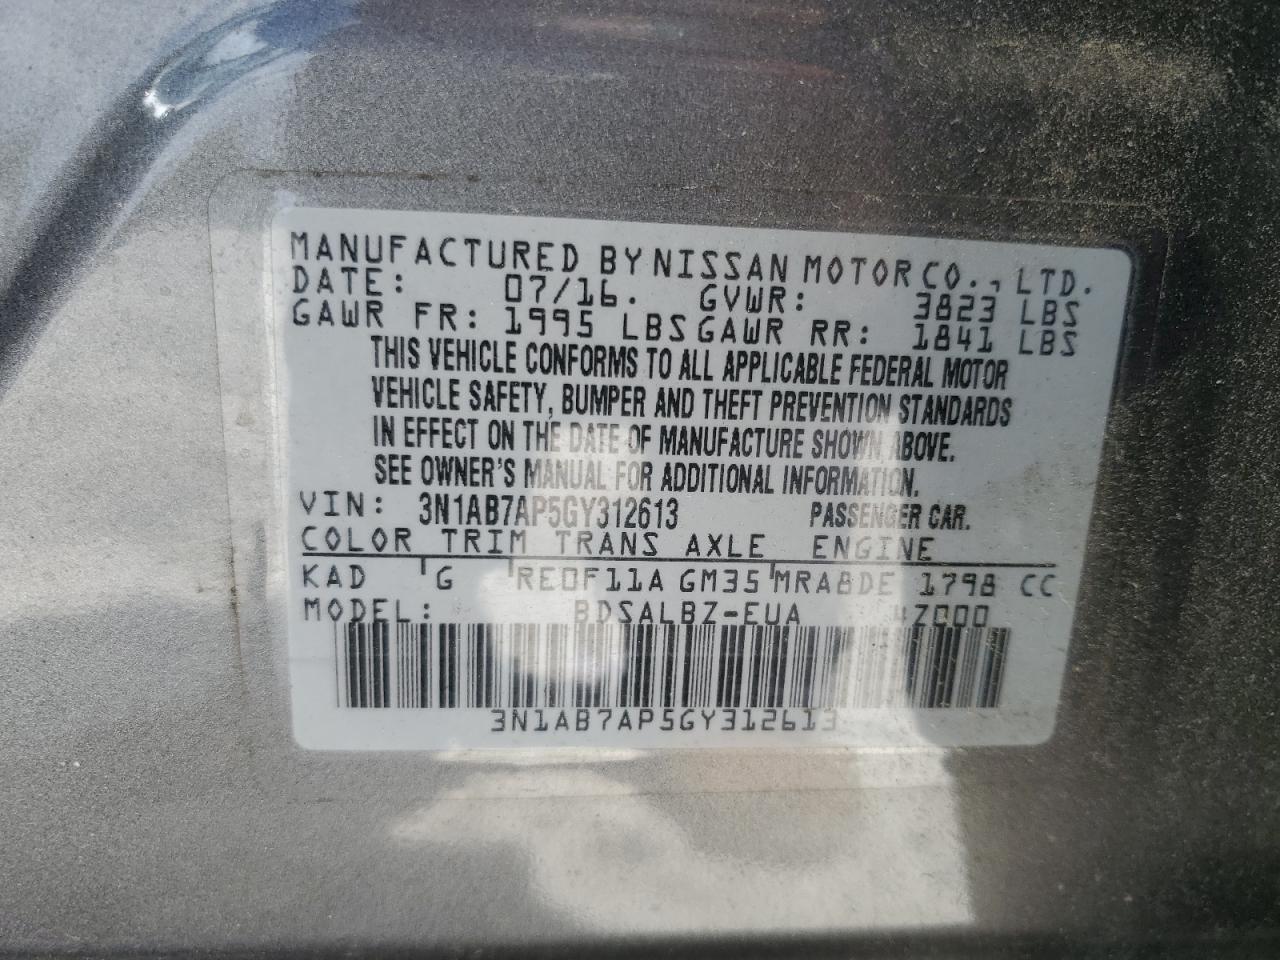 MANUFACTURED BY NISSAN MOTOR CO., LTD.
DATE: 07/16. GVWR: 3823 LBS
GAWR FR: 1995 LBS GAWR RR: 1841 LBS
THIS VEHICLE CONFORMS TO ALL APPLICABLE FEDERAL MOTOR
VEHICLE SAFETY, BUMPER AND THEFT PREVENTION STANDARDS
IN EFFECT ON THE DATE OF MANUFACTURE SHOWN ABOVE.
SEE OWNER'S MANUAL FOR ADDITIONAL INFORMATION.
VIN: 3N1AB7AP5GY312613 PASSENGER CAR.
COLOR TRIM TRANS AXLE ENGINE
KAD G RE0F11A GM35 MRA8DE 1798 CC
MODEL: BDSALBZ-EUA 4Z000
3N1AB7AP5GY312613